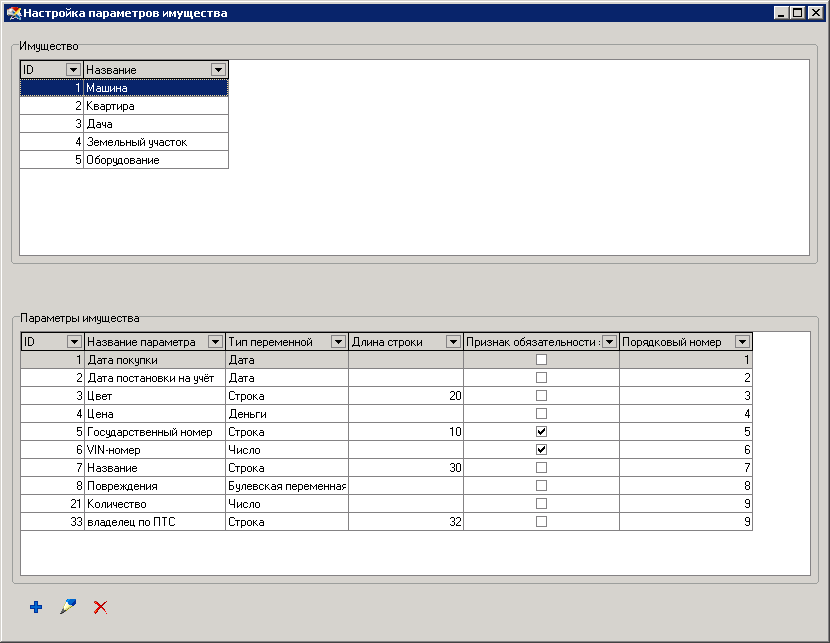 Настройка параметров имущества
Имущество
ID Название
1 Машина
2 Квартира
3 Дача
4 Земельный участок
5 Оборудование
Параметры имущества
ID Название параметра Тип переменной Длина строки Признак обязательности : Порядковый номер
1 Дата покупки Дата 1
2 Дата постановки на учёт Дата 2
3 Цвет Строка 20 3
4 Цена Деньги 4
5 Государственный номер Строка 10 5
6 VIN-номер Число 6
7 Название Строка 30 7
8 Повреждения Булевская переменная 8
21 Количество Число 9
33 владелец по ПТС Строка 32 9